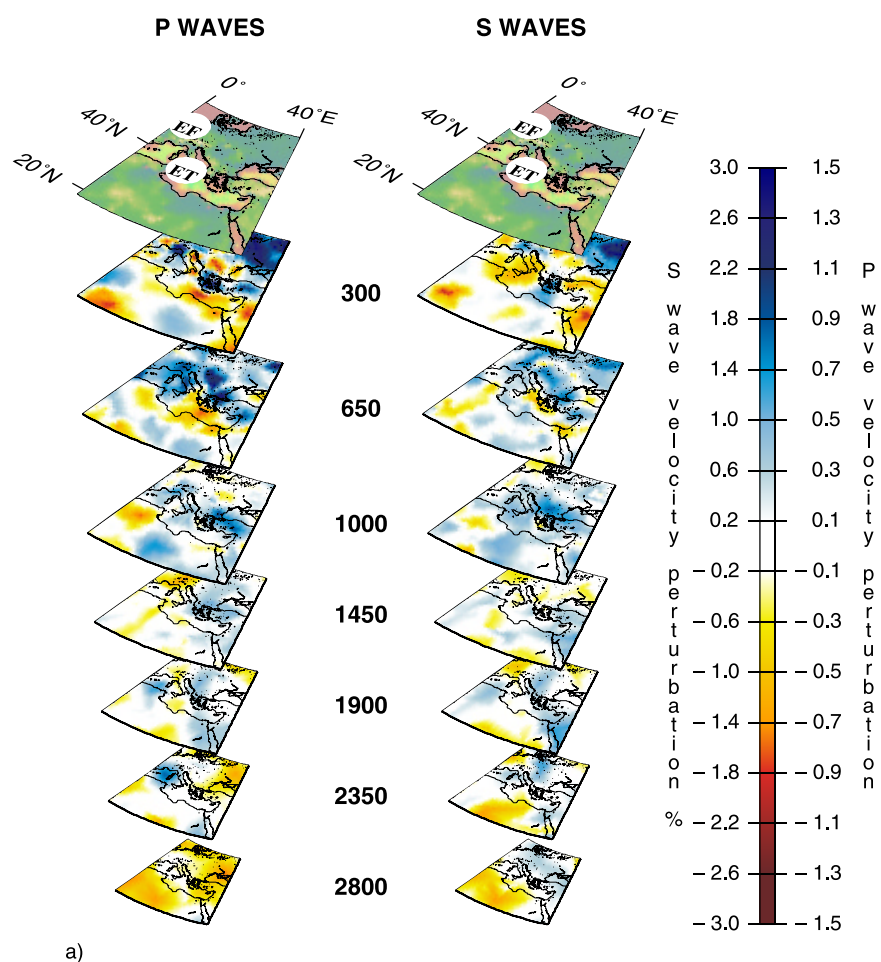 P WAVES
S WAVES
0°
40°E
40°N
20°N
EF
ET
0°
40°E
40°N
20°N
EF
ET
300
650
1000
1450
1900
2350
2800
S wave velocity perturbation %
3.0 1.5
2.6 1.3
2.2 1.1
1.8 0.9
1.4 0.7
1.0 0.5
0.6 0.3
0.2 0.1
– 0.2 – 0.1
– 0.6 – 0.3
– 1.0 – 0.5
– 1.4 – 0.7
– 1.8 – 0.9
– 2.2 – 1.1
– 2.6 – 1.3
– 3.0 – 1.5
P wave velocity perturbation
a)